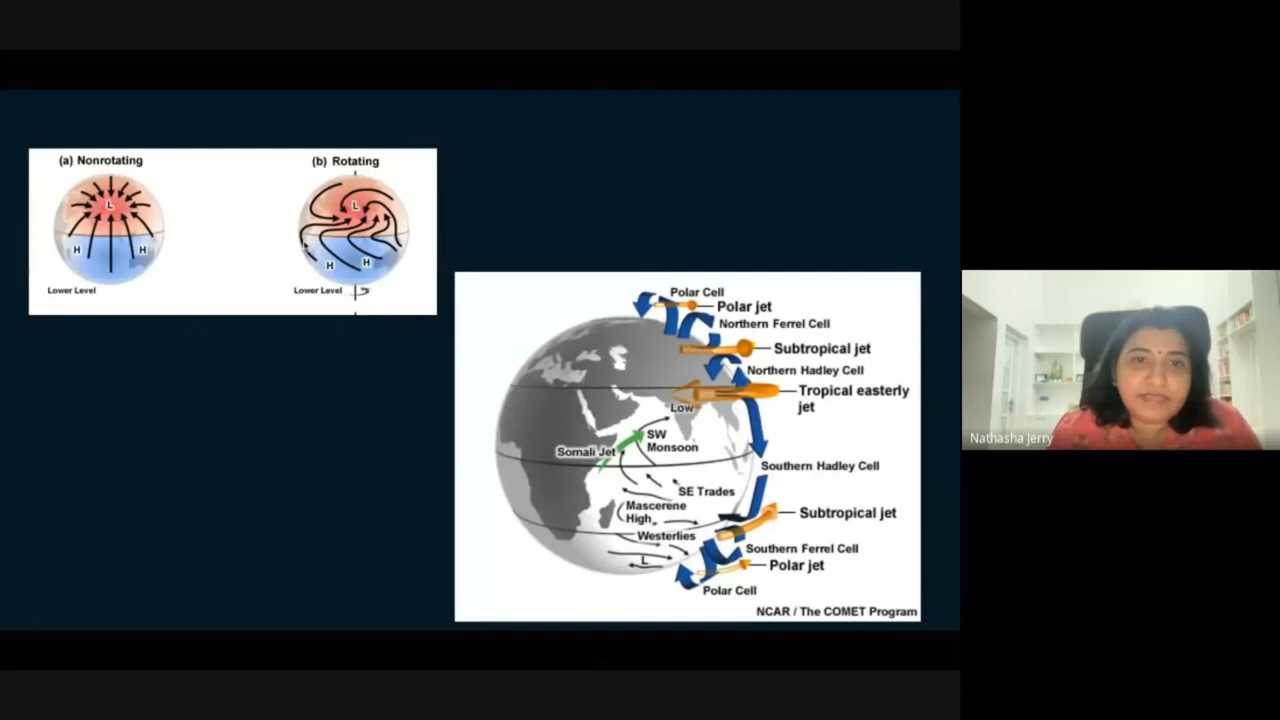 (a) Nonrotating
(b) Rotating
L
L
H
H
H
H
Lower Level
Lower Level
Polar Cell
Polar jet
Northern Ferrel Cell
Subtropical jet
Northern Hadley Cell
Tropical easterly
jet
Low
SW
Monsoon
Somali Jet
Southern Hadley Cell
SE Trades
Mascerene
High
Subtropical jet
Westerlies
Southern Ferrel Cell
L
Polar jet
Polar Cell
NCAR / The COMET Program
Nathasha Jerry